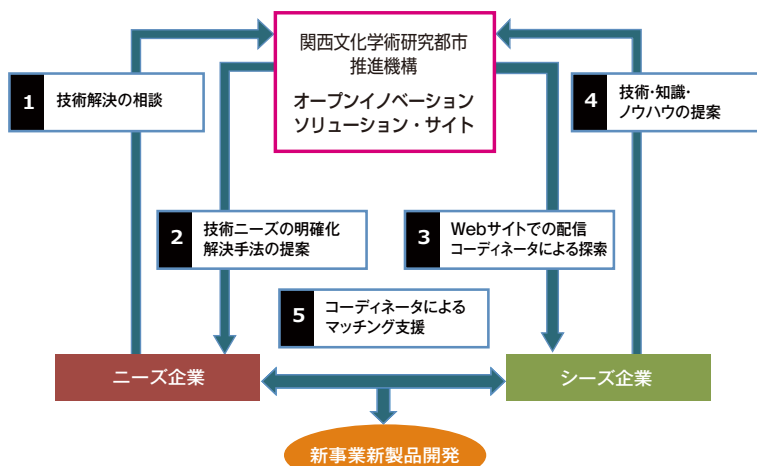 関西文化学術研究都市
推進機構
オープンイノベーション
ソリューション・サイト
1 技術解決の相談
4 技術・知識・
ノウハウの提案
2 技術ニーズの明確化
解決手法の提案
3 Webサイトでの配信
コーディネータによる探索
5 コーディネータによる
マッチング支援
ニーズ企業
シーズ企業
新事業新製品開発